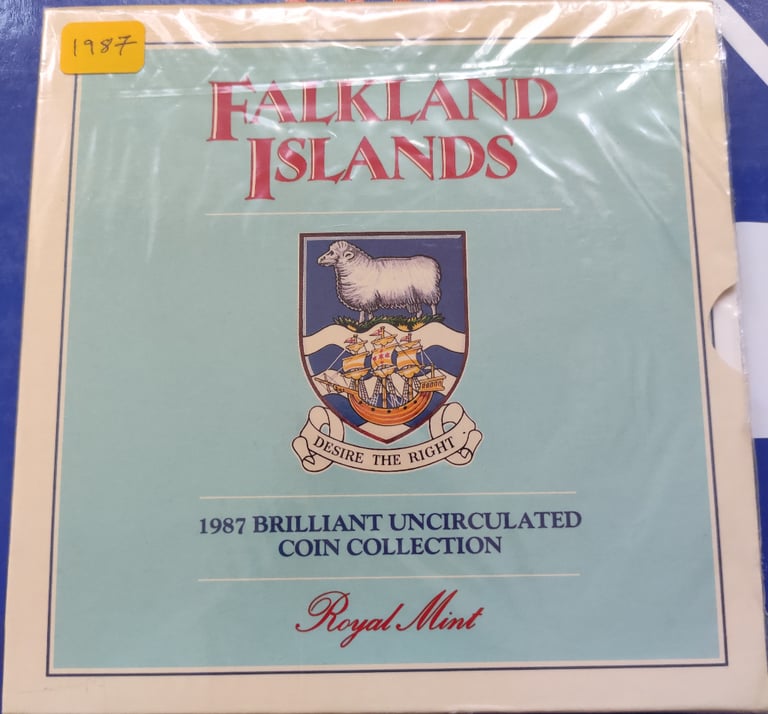 1987
FALKLAND
ISLANDS
DESIRE THE RIGHT
1987 BRILLIANT UNCIRCULATED
COIN COLLECTION
Royal Mint